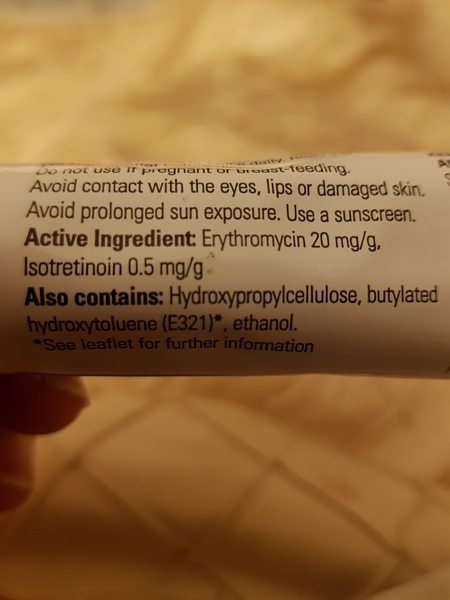 daily.
Do not use if pregnant or breast-feeding.
Avoid contact with the eyes, lips or damaged skin.
Avoid prolonged sun exposure. Use a sunscreen.
Active Ingredient: Erythromycin 20 mg/g,
Isotretinoin 0.5 mg/g
Also contains: Hydroxypropylcellulose, butylated
hydroxytoluene (E321)*, ethanol.
*See leaflet for further information